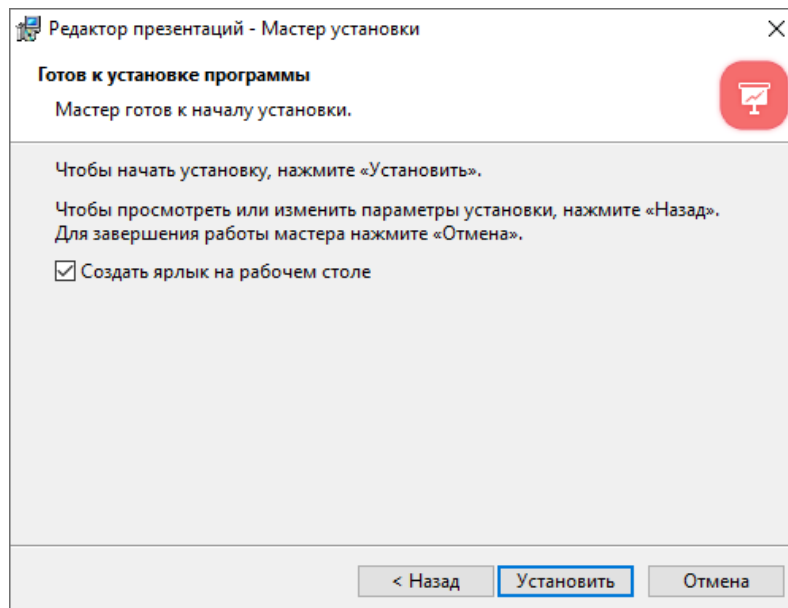 Редактор презентаций - Мастер установки
Готов к установке программы
Мастер готов к началу установки.
Чтобы начать установку, нажмите «Установить».
Чтобы просмотреть или изменить параметры установки, нажмите «Назад».
Для завершения работы мастера нажмите «Отмена».
Создать ярлык на рабочем столе
< Назад Установить Отмена